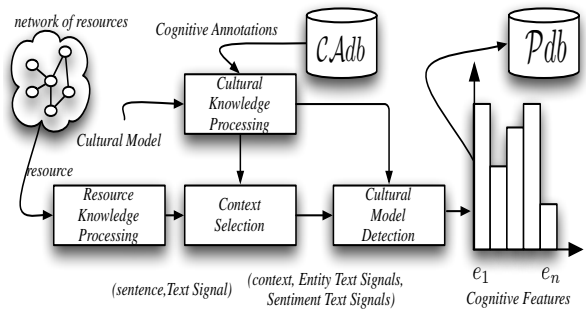 network of resources
Cognitive Annotations
CAdb
Pdb
Cultural
Knowledge
Processing
Cultural Model
resource
Resource
Knowledge
Processing
Context
Selection
Cultural
Model
Detection
e1
en
(sentence,Text Signal)
(context, Entity Text Signals,
Sentiment Text Signals)
Cognitive Features